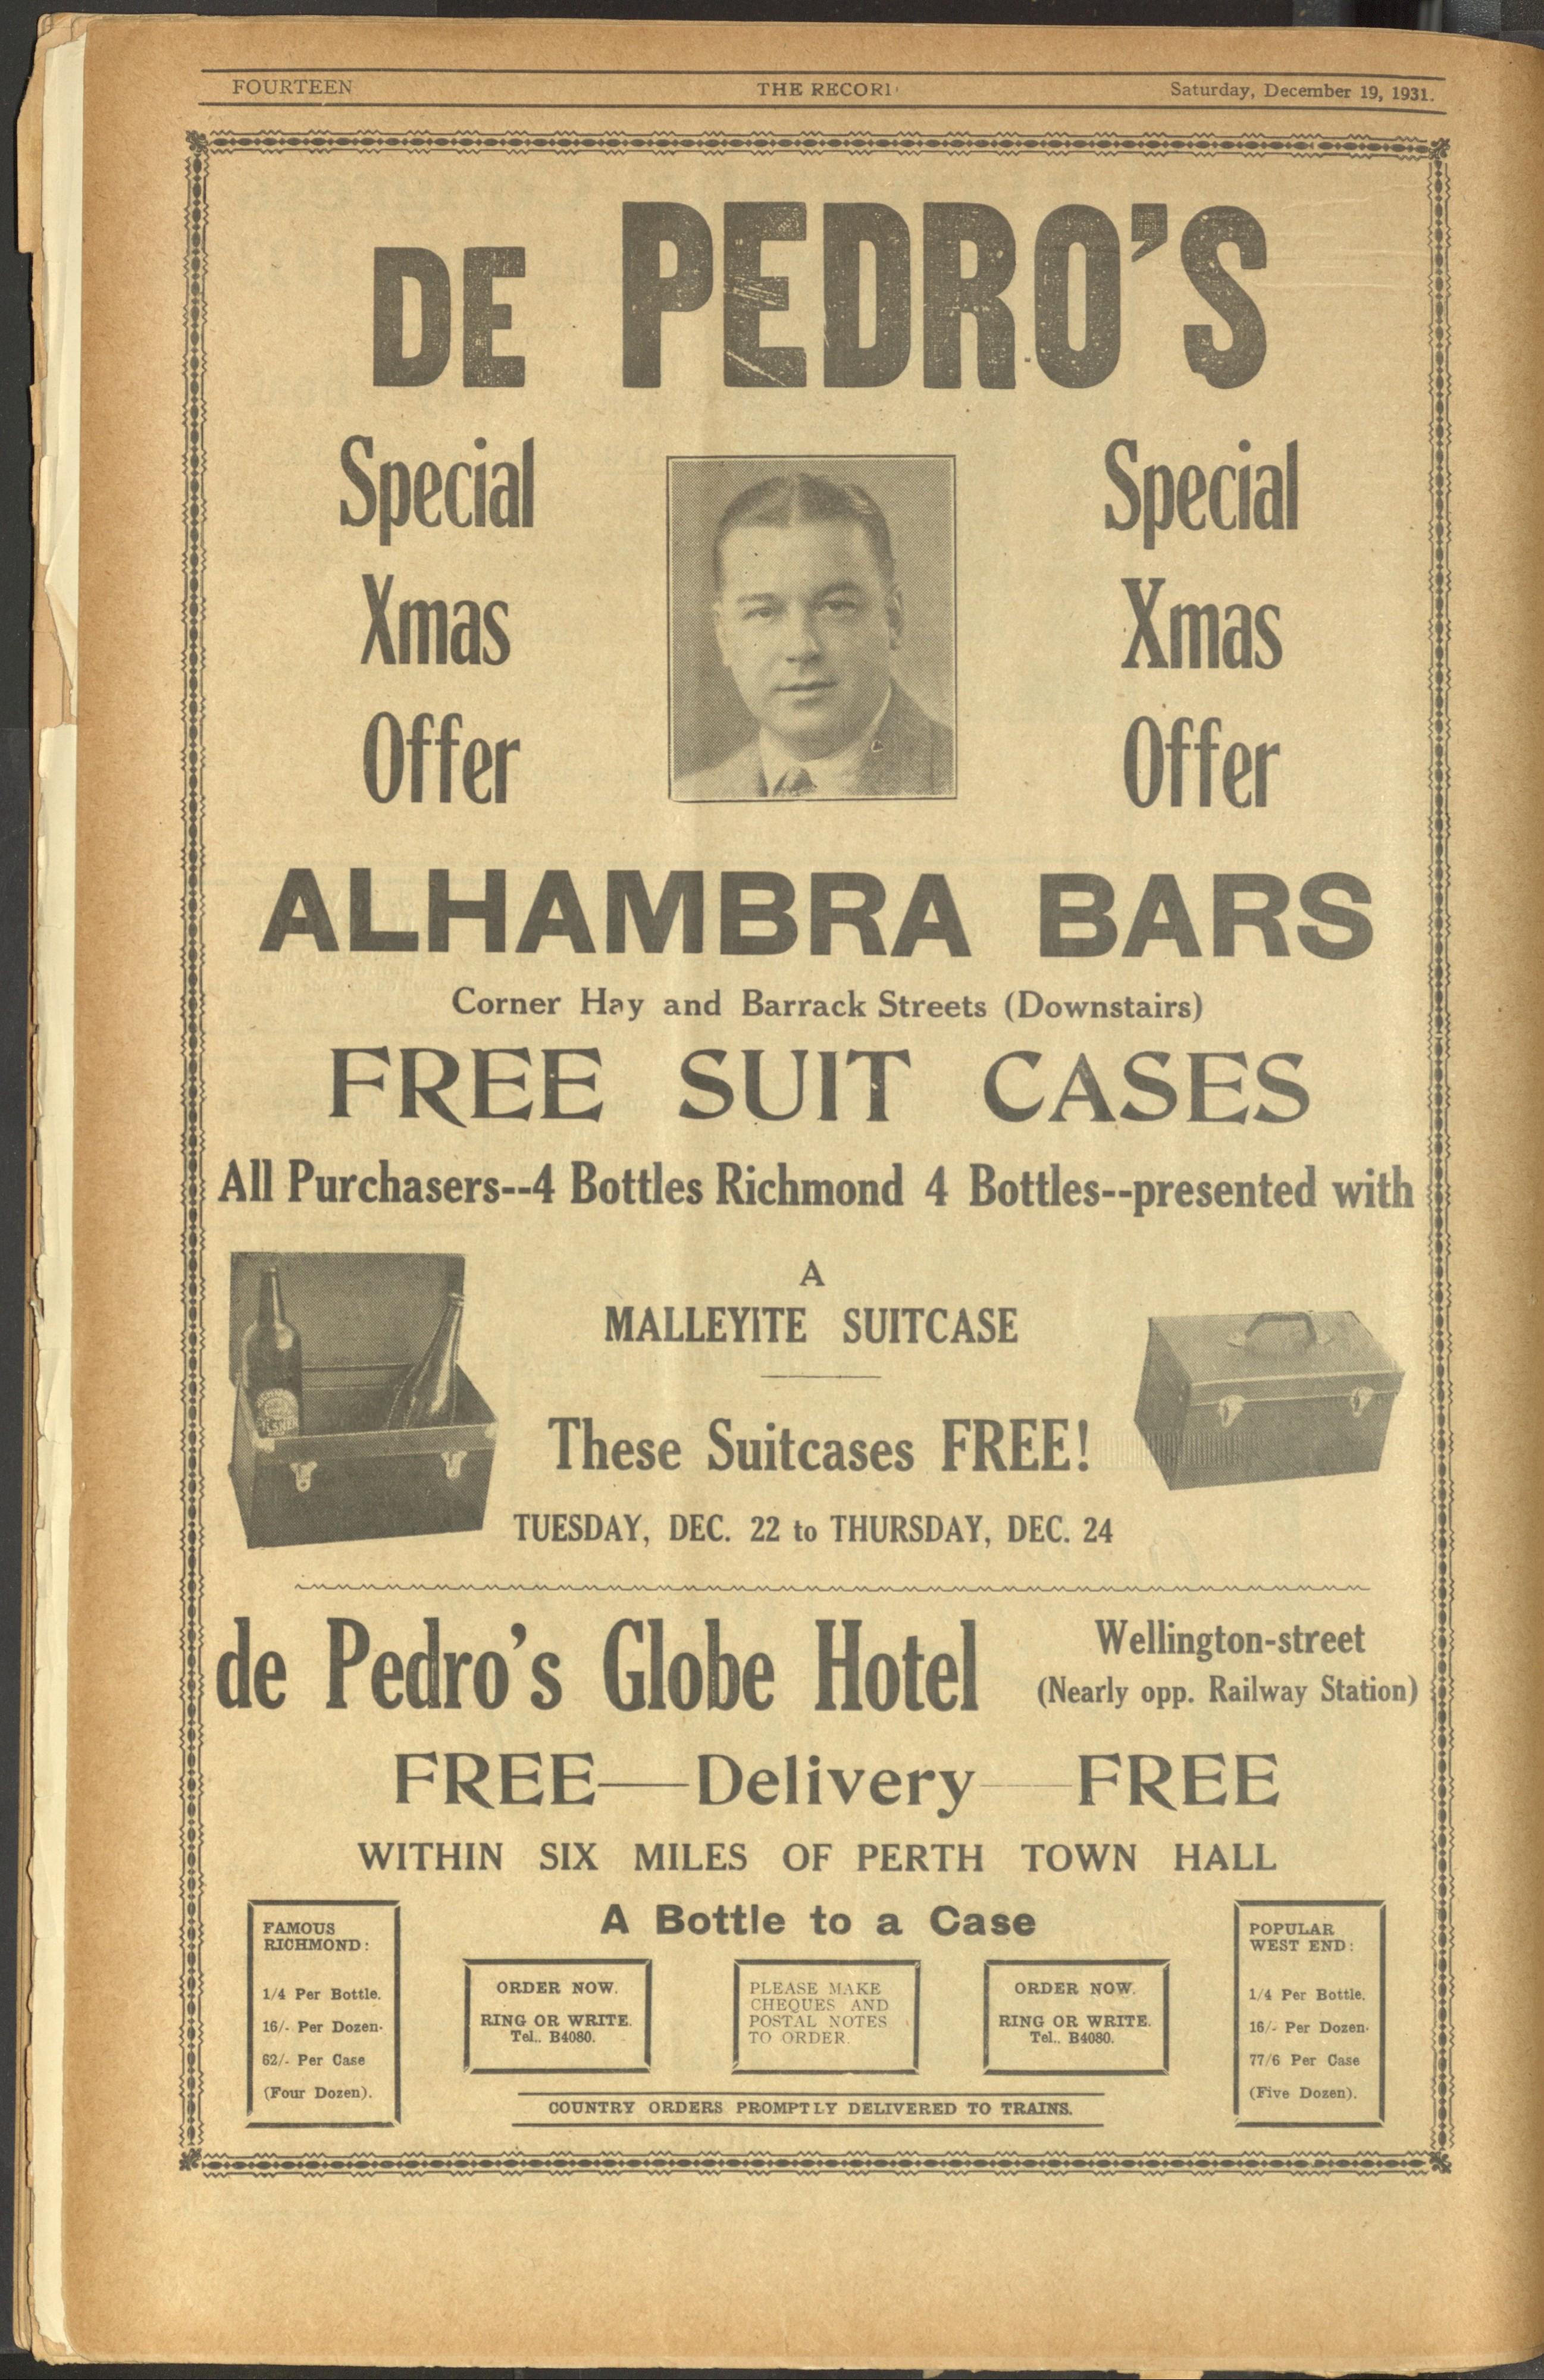 FOURTEEN THE RECORD Saturday, December 19, 1931.
DE PEDRO'S
Special
Xmas
Offer
Special
Xmas
Offer
ALHAMBRA BARS
Corner Hay and Barrack Streets (Downstairs)
FREE SUIT CASES
All Purchasers--4 Bottles Richmond 4 Bottles--presented with
A
MALLEYITE SUITCASE
These Suitcases FREE!
TUESDAY, DEC. 22 to THURSDAY, DEC. 24
de Pedro's Globe Hotel
Wellington-street
(Nearly opp. Railway Station)
FREE—Delivery—FREE
WITHIN SIX MILES OF PERTH TOWN HALL
A Bottle to a Case
FAMOUS
RICHMOND:
1/4 Per Bottle.
16/- Per Dozen.
62/- Per Case
(Four Dozen).
ORDER NOW.
RING OR WRITE.
Tel.. B4080.
PLEASE MAKE
CHEQUES AND
POSTAL NOTES
TO ORDER.
ORDER NOW.
RING OR WRITE.
Tel.. B4080.
POPULAR
WEST END:
1/4 Per Bottle.
16/- Per Dozen.
77/6 Per Case
(Five Dozen).
COUNTRY ORDERS PROMPTLY DELIVERED TO TRAINS.